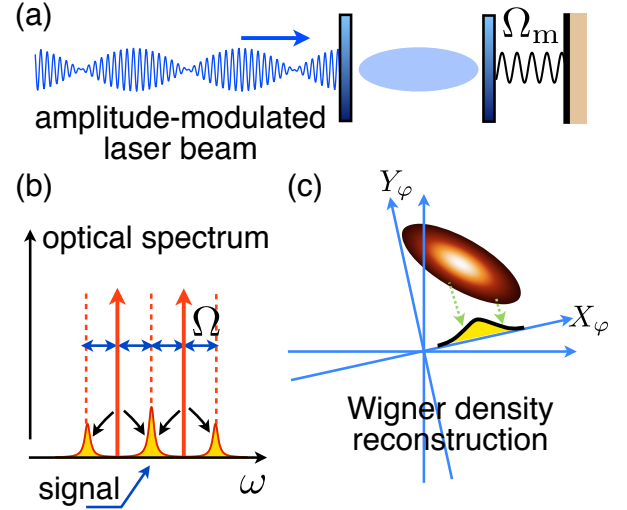 (a)
Ωm
amplitude-modulated
laser beam
(b)
optical spectrum
Ω
signal
ω
(c)
Yφ
Xφ
Wigner density
reconstruction